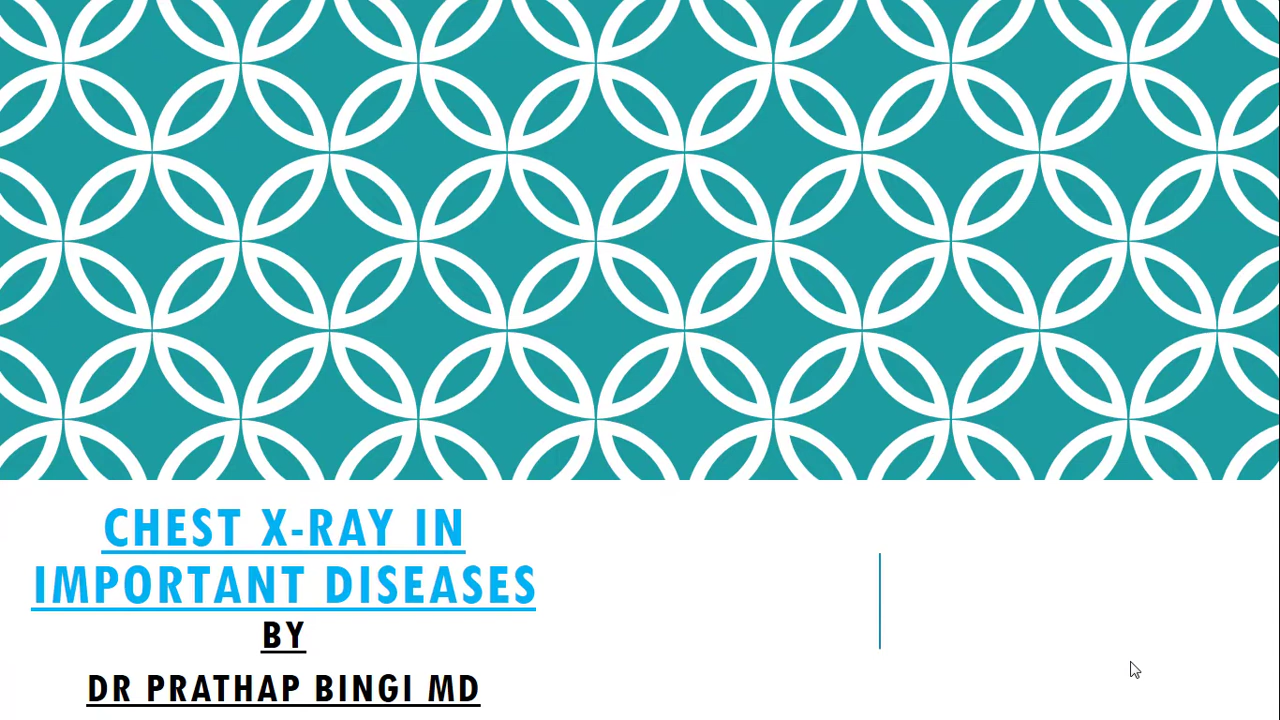 CHEST X-RAY IN
IMPORTANT DISEASES
BY
DR PRATHAP BINGI MD